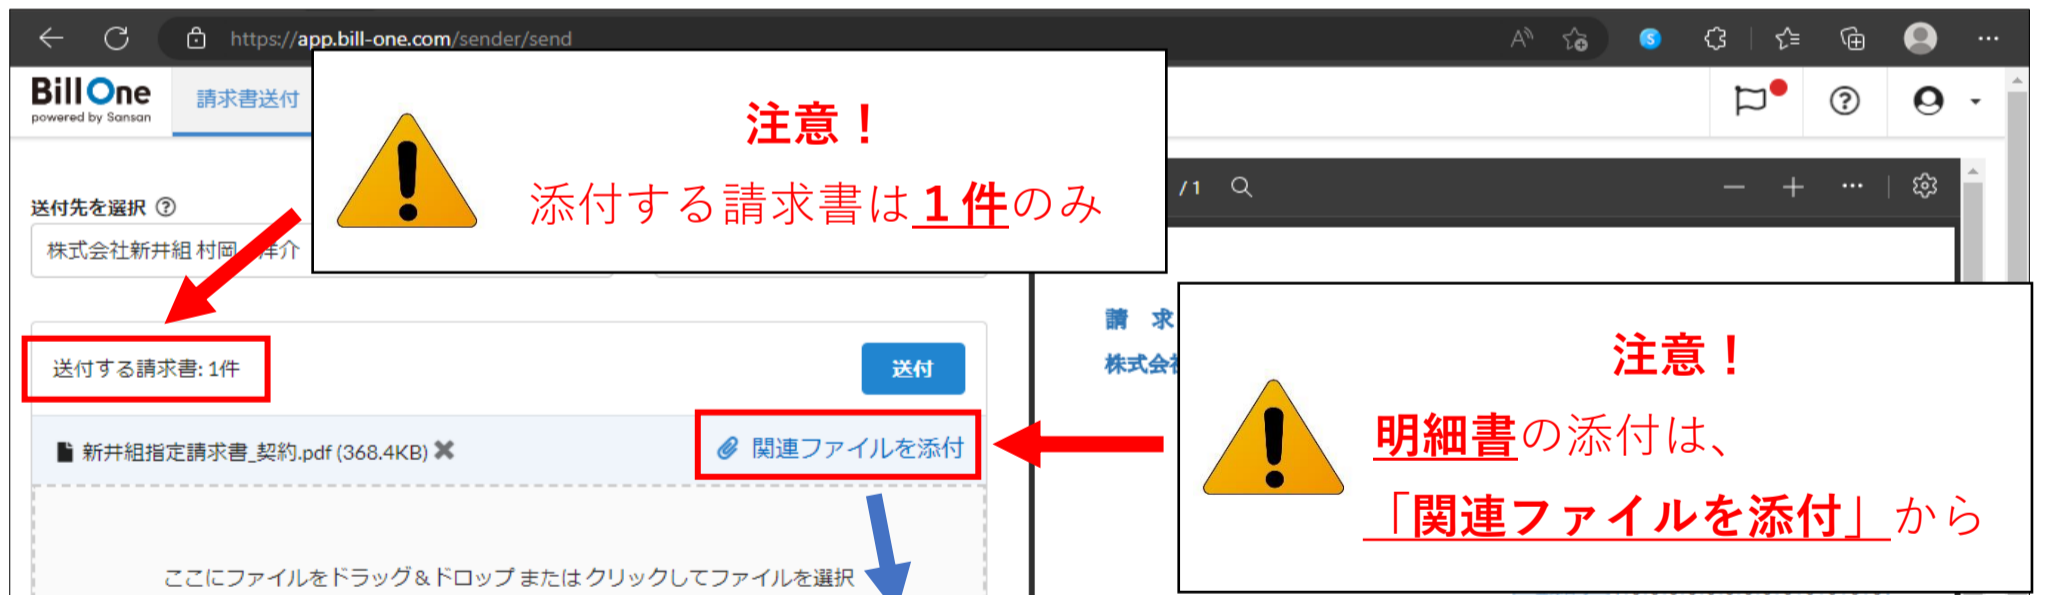 https://app.bill-one.com/sender/send
Bill One
powered by Sansan
請求書送付
注意！
添付する請求書は１件のみ
/1
送付先を選択
株式会社新井組 村岡 洋介
請 求
株式会社
送付する請求書: 1件
送付
新井組指定請求書_契約.pdf (368.4KB)
関連ファイルを添付
注意！
明細書の添付は、
「関連ファイルを添付」から
ここにファイルをドラッグ＆ドロップ または クリックしてファイルを選択